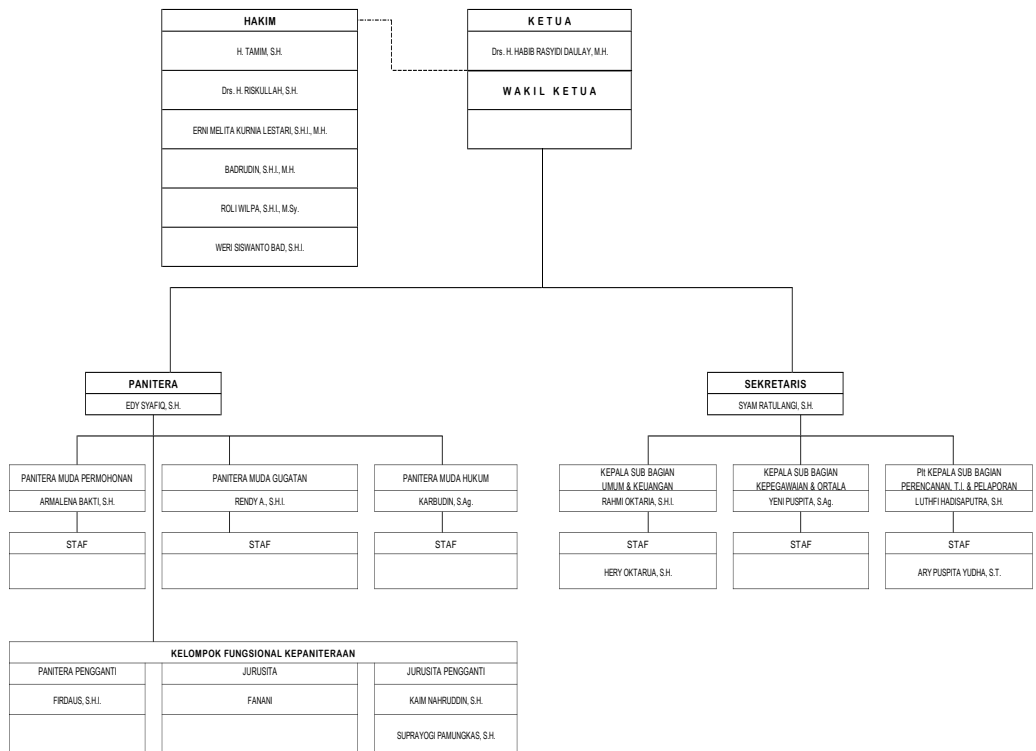 HAKIM
H. TAMIM, S.H.
Drs. H. RISKULLAH, S.H.
ERNI MELITA KURNIA LESTARI, S.H.I., M.H.
BADRUDIN, S.H.I., M.H.
ROLI WILPA, S.H.I., M.Sy.
WERI SISWANTO BAD, S.H.I.
KETUA
Drs. H. HABIB RASYIDI DAULAY, M.H.
WAKIL KETUA
PANITERA
EDY SYAFIQ, S.H.
SEKRETARIS
SYAM RATULANGI, S.H.
PANITERA MUDA PERMOHONAN
ARMALENA BAKTI, S.H.
STAF
PANITERA MUDA GUGATAN
RENDY A., S.H.I.
STAF
PANITERA MUDA HUKUM
KARBUDIN, S.Ag.
STAF
KEPALA SUB BAGIAN
UMUM & KEUANGAN
RAHMI OKTARIA, S.H.I.
STAF
HERY OKTARUA, S.H.
KEPALA SUB BAGIAN
KEPEGAWAIAN & ORTALA
YENI PUSPITA, S.Ag.
STAF
Plt KEPALA SUB BAGIAN
PERENCANAN, T.I. & PELAPORAN
LUTHFI HADISAPUTRA, S.H.
STAF
ARY PUSPITA YUDHA, S.T.
KELOMPOK FUNGSIONAL KEPANITERAAN
PANITERA PENGGANTI
FIRDAUS, S.H.I.
JURUSITA
FANANI
JURUSITA PENGGANTI
KAIM NAHRUDDIN, S.H.
SUPRAYOGI PAMUNGKAS, S.H.